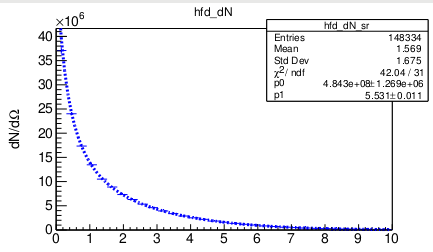 hfd_dN
×10⁶
hfd_dN_sr
Entries 148334
Mean 1.569
Std Dev 1.675
χ²/ ndf 42.04 / 31
p0 4.843e+08±1.269e+06
p1 5.531±0.011
dN/dΩ
40
35
30
25
20
15
10
5
0
0 1 2 3 4 5 6 7 8 9 10